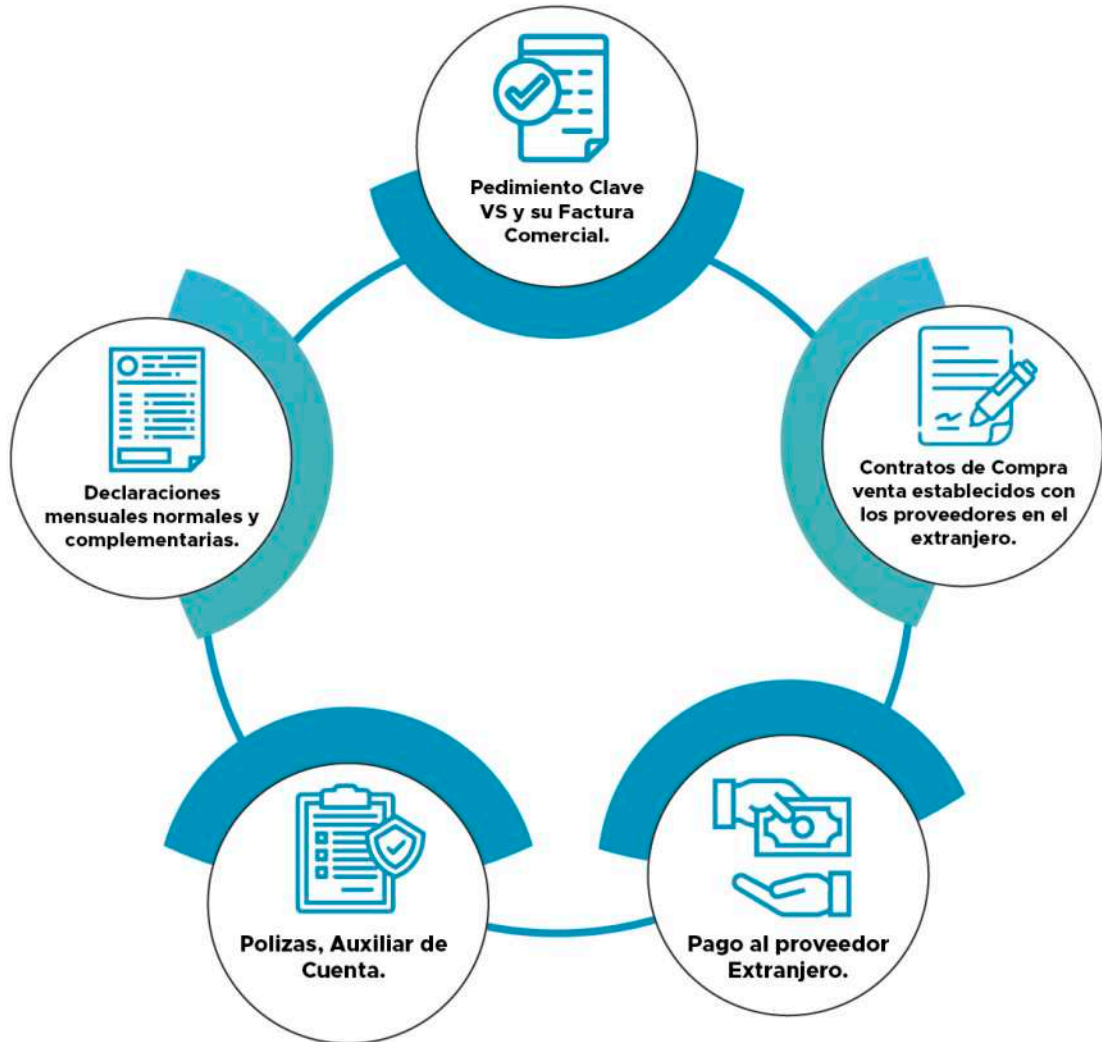 Pedimiento Clave
VS y su Factura
Comercial.
Contratos de Compra
venta establecidos con
los proveedores en el
extranjero.
Pago al proveedor
Extranjero.
Polizas, Auxiliar de
Cuenta.
Declaraciones
mensuales normales y
complementarias.